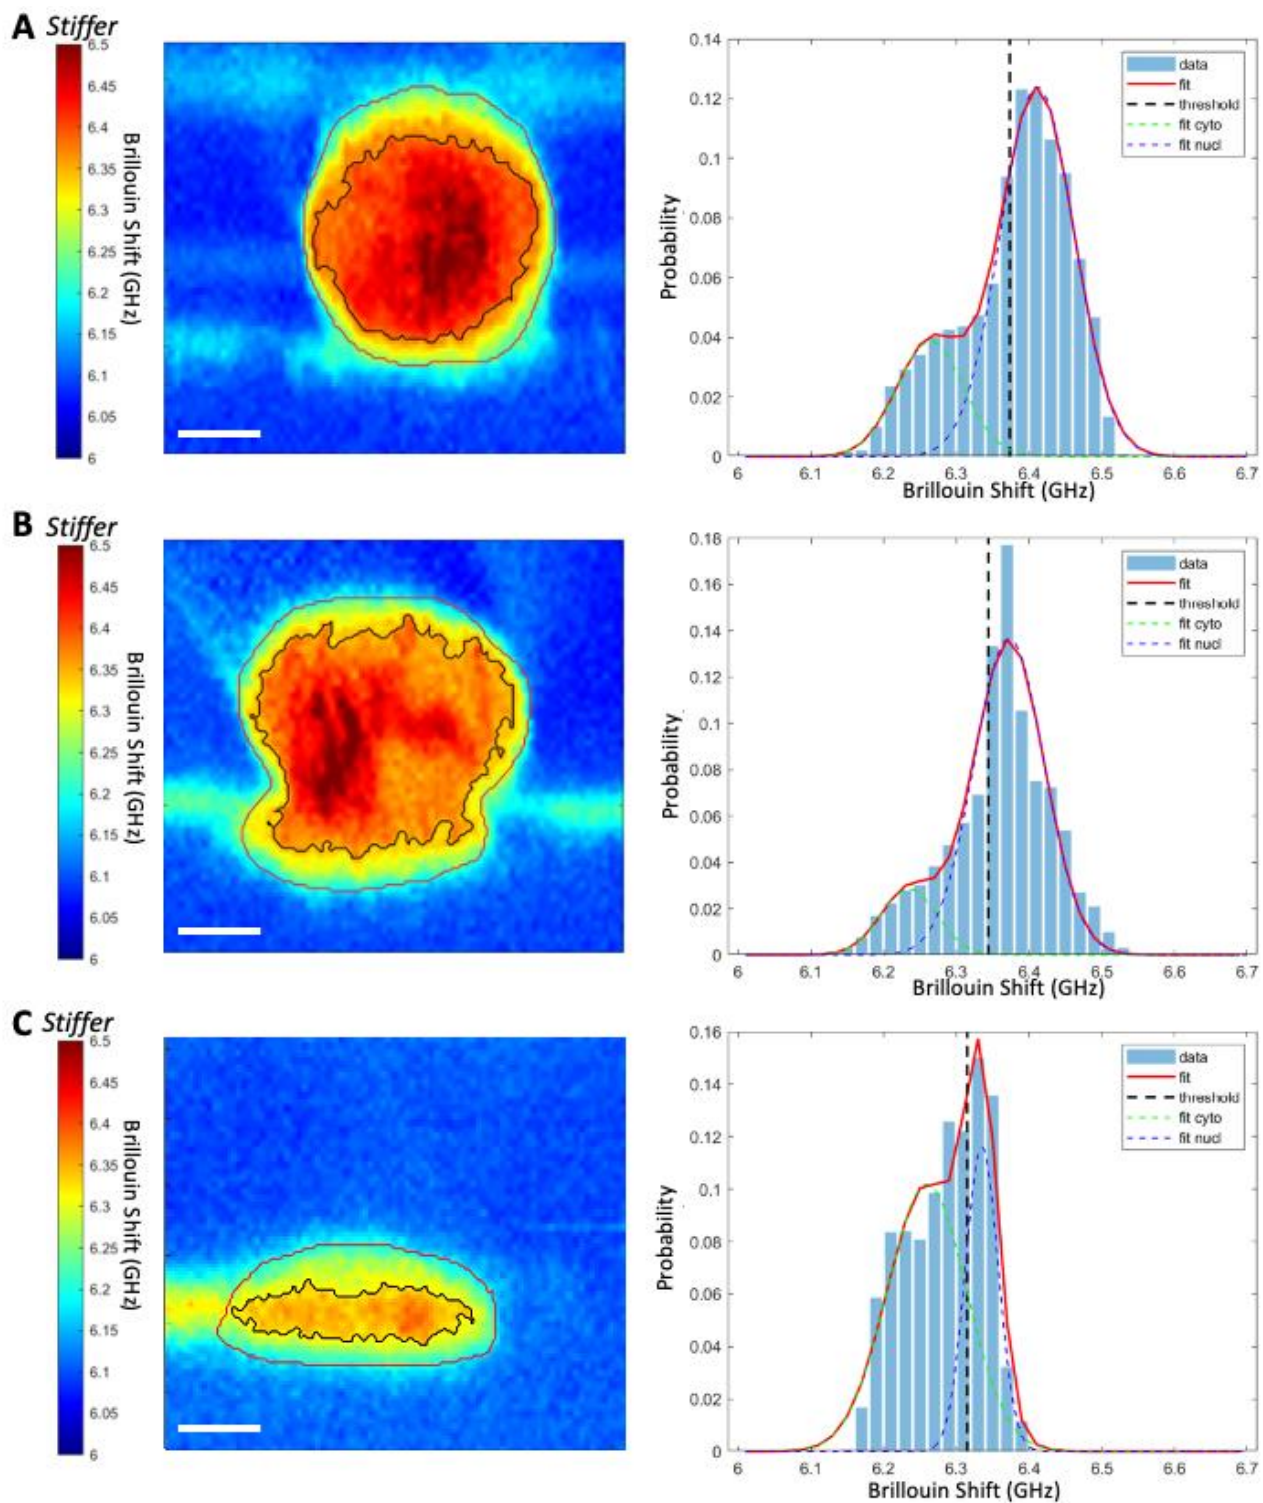 A Stiffer
6.5
6.45
6.4
6.35
6.3
6.25
6.2
6.15
6.1
6.05
6
Brillouin Shift (GHz)
0.14
0.12
0.1
0.08
0.06
0.04
0.02
0
Probability
data
fit
threshold
fit cyto
fit nucl
6 6.1 6.2 6.3 6.4 6.5 6.6 6.7
Brillouin Shift (GHz)
B Stiffer
6.5
6.45
6.4
6.35
6.3
6.25
6.2
6.15
6.1
6.05
6
Brillouin Shift (GHz)
0.18
0.16
0.14
0.12
0.1
0.08
0.06
0.04
0.02
0
Probability
data
fit
threshold
fit cyto
fit nucl
6 6.1 6.2 6.3 6.4 6.5 6.6 6.7
Brillouin Shift (GHz)
C Stiffer
6.5
6.45
6.4
6.35
6.3
6.25
6.2
6.15
6.1
6.05
6
Brillouin Shift (GHz)
0.16
0.14
0.12
0.1
0.08
0.06
0.04
0.02
0
Probability
data
fit
threshold
fit cyto
fit nucl
6 6.1 6.2 6.3 6.4 6.5 6.6 6.7
Brillouin Shift (GHz)